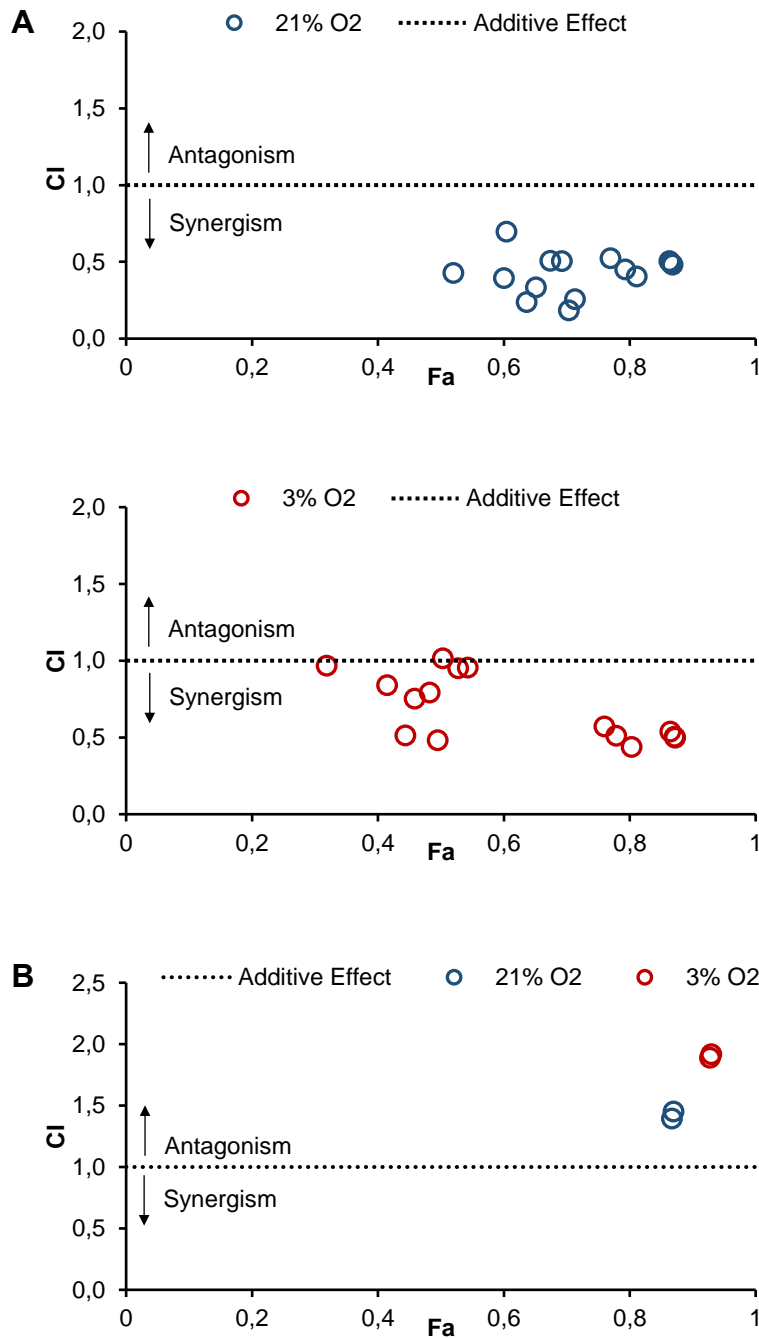 A
21% O2 Additive Effect
2,0
1,5
Antagonism
CI
1,0
Synergism
0,5
0,0
0 0,2 0,4 0,6 0,8 1
Fa
3% O2 Additive Effect
2,0
1,5
Antagonism
CI
1,0
Synergism
0,5
0,0
0 0,2 0,4 0,6 0,8 1
Fa
B
Additive Effect 21% O2 3% O2
2,5
2,0
1,5
Antagonism
CI
1,0
Synergism
0,5
0,0
0 0,2 0,4 0,6 0,8 1
Fa